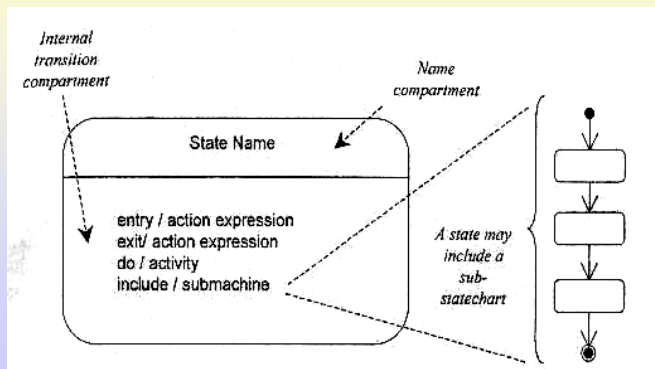 Internal
transition
compartment
Name
compartment
State Name
entry / action expression
exit/ action expression
do / activity
include / submachine
A state may
include a
sub-
statechart